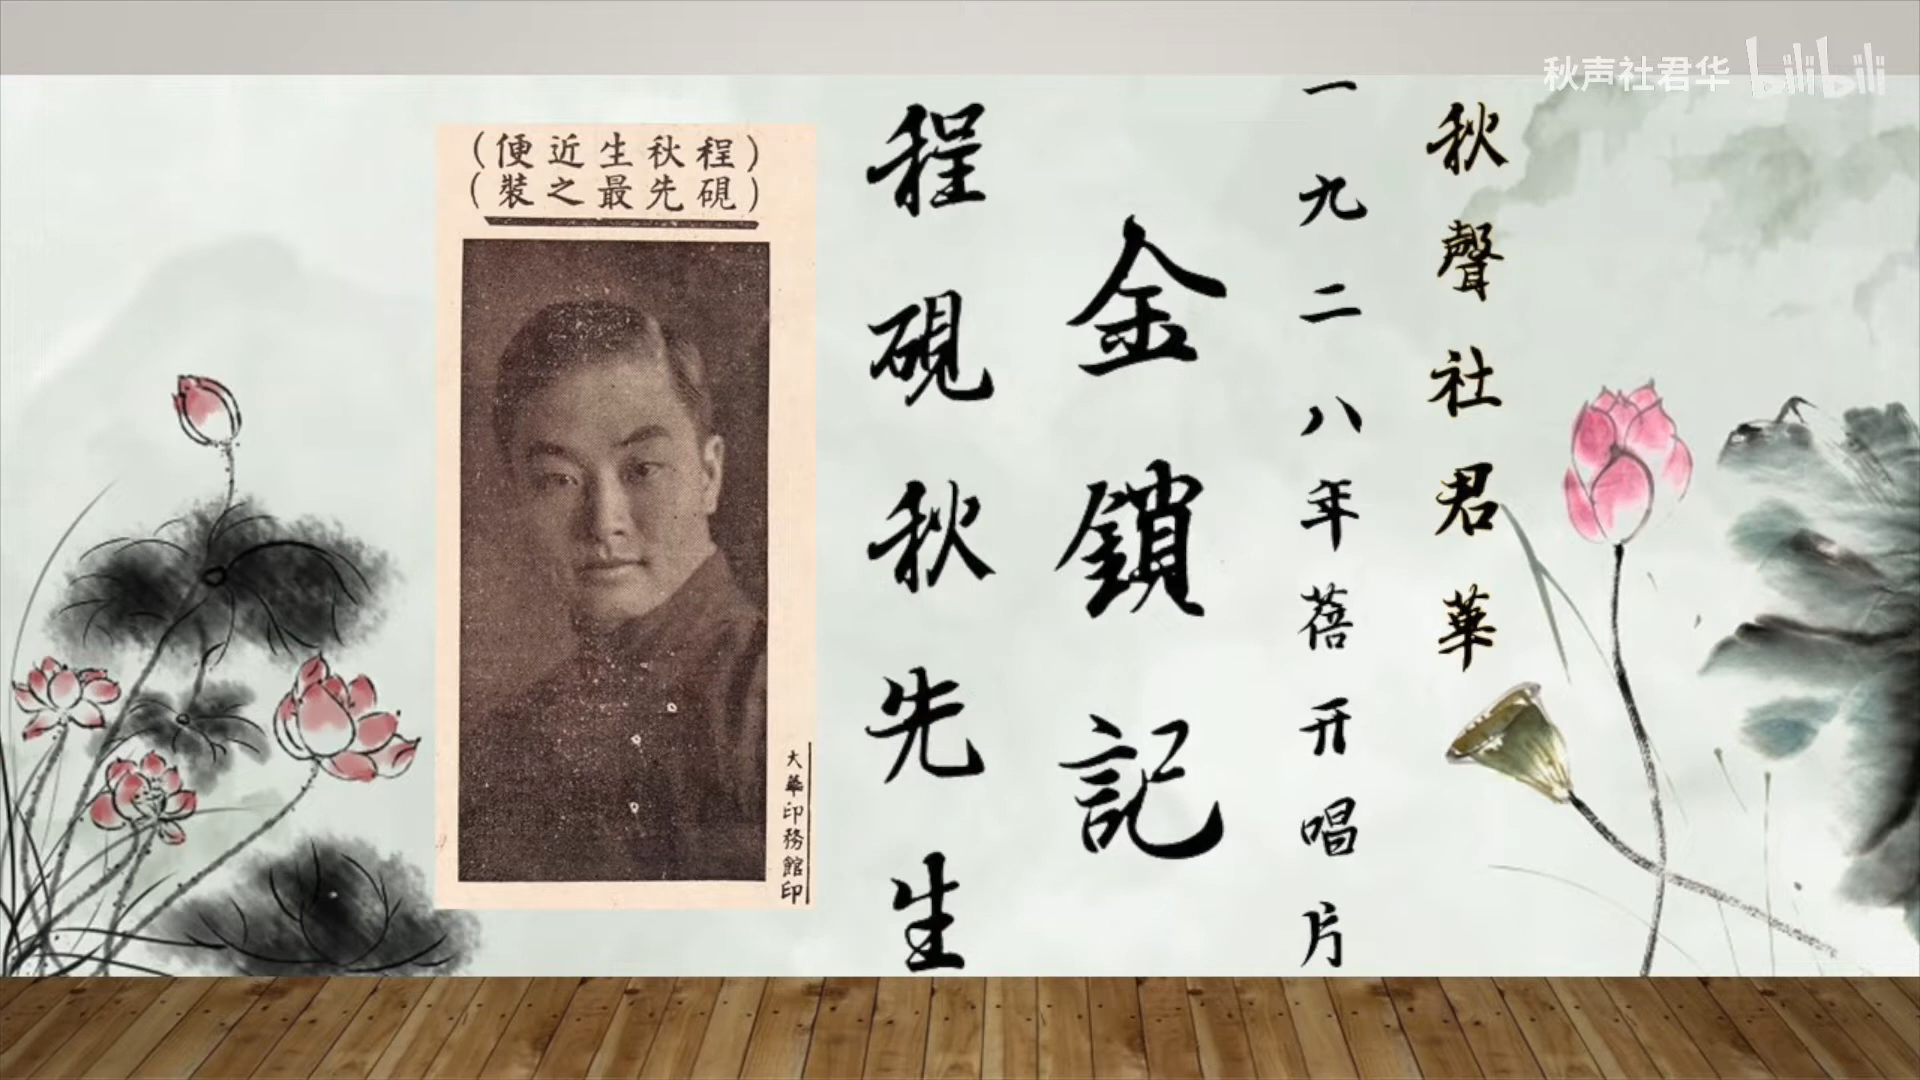 秋声社君华 bilibili
秋聲社君華
一九二八年蓓开唱片
金鎖記
程硯秋先生
（程秋生近便）
（硯先最之裝）
大華印務館印